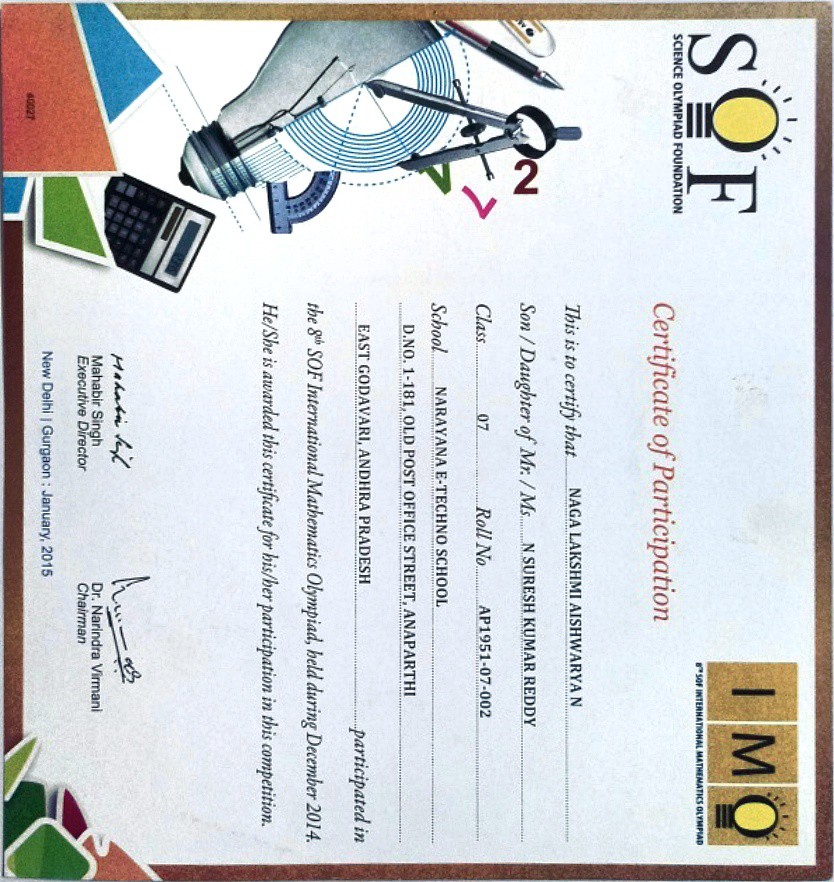 SOF
SCIENCE OLYMPIAD FOUNDATION
IMO
8TH SOF INTERNATIONAL MATHEMATICS OLYMPIAD
Certificate of Participation
This is to certify that NAGA LAKSHMI AISHWARYA N
Son / Daughter of Mr. / Ms N SURESH KUMAR REDDY
Class 07 Roll No AP1951-07-002
School NARAYANA E-TECHNO SCHOOL
D.NO. 1-181, OLD POST OFFICE STREET, ANAPARTHI
EAST GODAVARI, ANDHRA PRADESH participated in
the 8th SOF International Mathematics Olympiad, held during December 2014.
He/She is awarded this certificate for his/her participation in this competition.
2
Mahabir Singh
Mahabir Singh
Executive Director
Dr. Narindra Virmani
Chairman
New Delhi | Gurgaon : January, 2015
40027